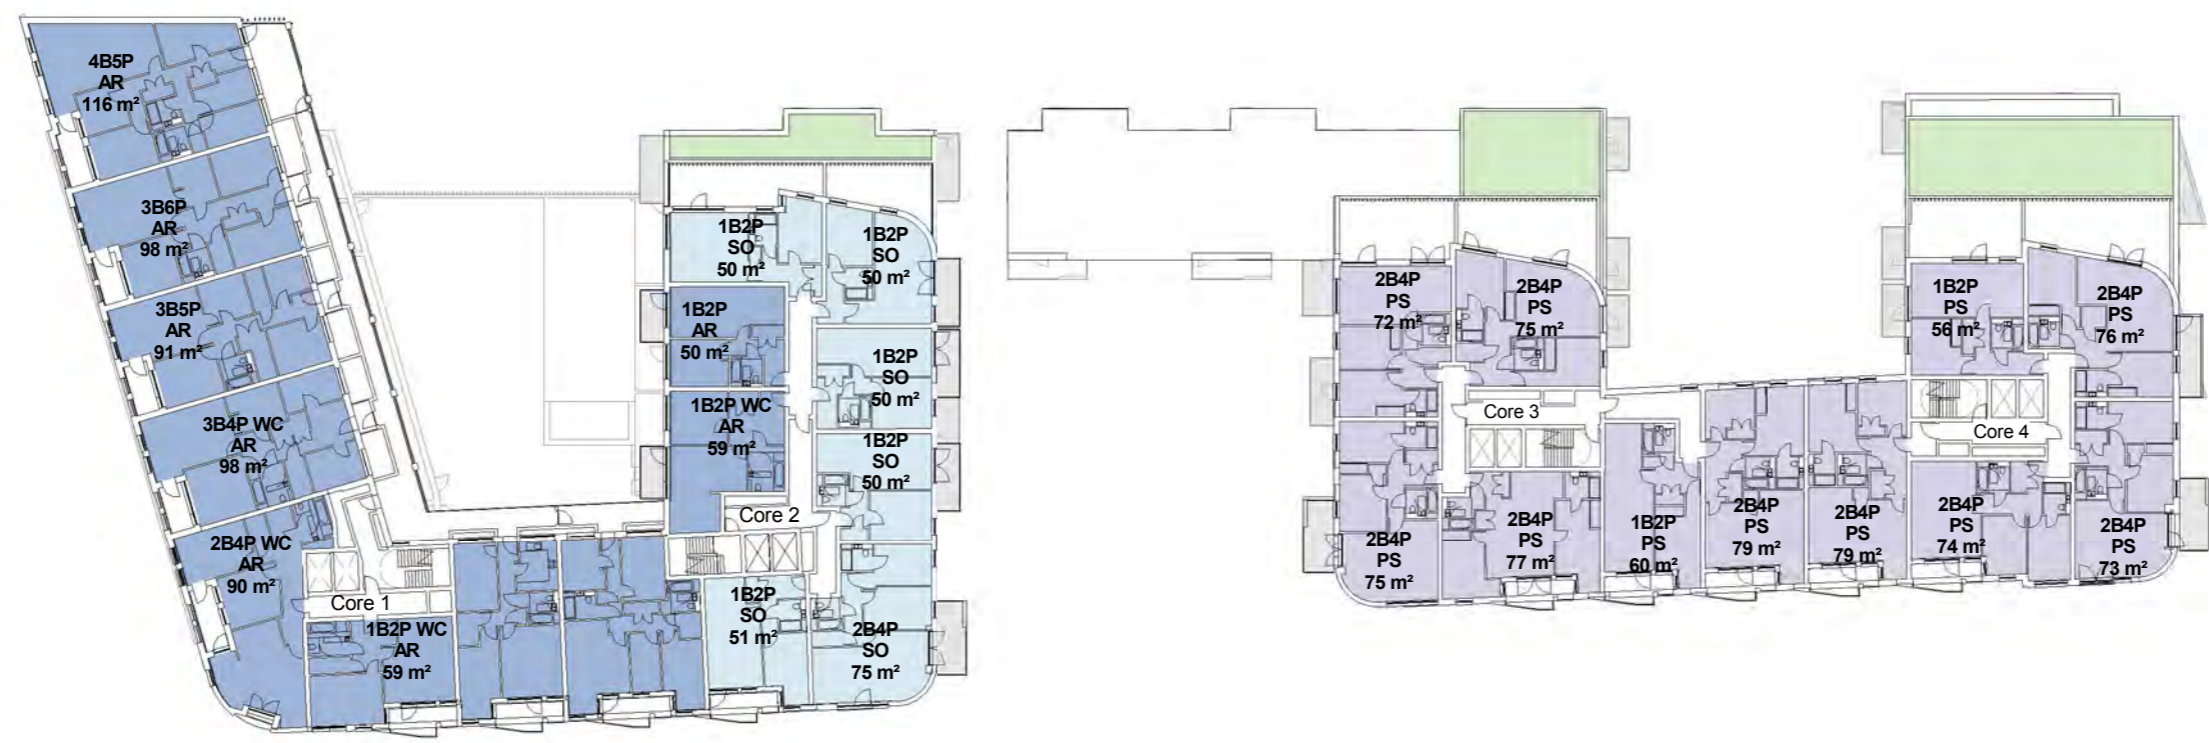 4B5P
AR
116 m²
3B6P
AR
98 m²
3B5P
AR
91 m²
3B4P WC
AR
98 m²
2B4P WC
AR
90 m²
Core 1
1B2P WC
AR
59 m²
1B2P
SO
50 m²
1B2P
SO
50 m²
1B2P
AR
50 m²
1B2P
SO
50 m²
1B2P WC
AR
59 m²
1B2P
SO
50 m²
Core 2
1B2P
SO
51 m²
2B4P
SO
75 m²
2B4P
PS
72 m²
2B4P
PS
75 m²
Core 3
2B4P
PS
75 m²
2B4P
PS
77 m²
1B2P
PS
60 m²
2B4P
PS
79 m²
2B4P
PS
79 m²
1B2P
PS
56 m²
2B4P
PS
76 m²
Core 4
2B4P
PS
74 m²
2B4P
PS
73 m²